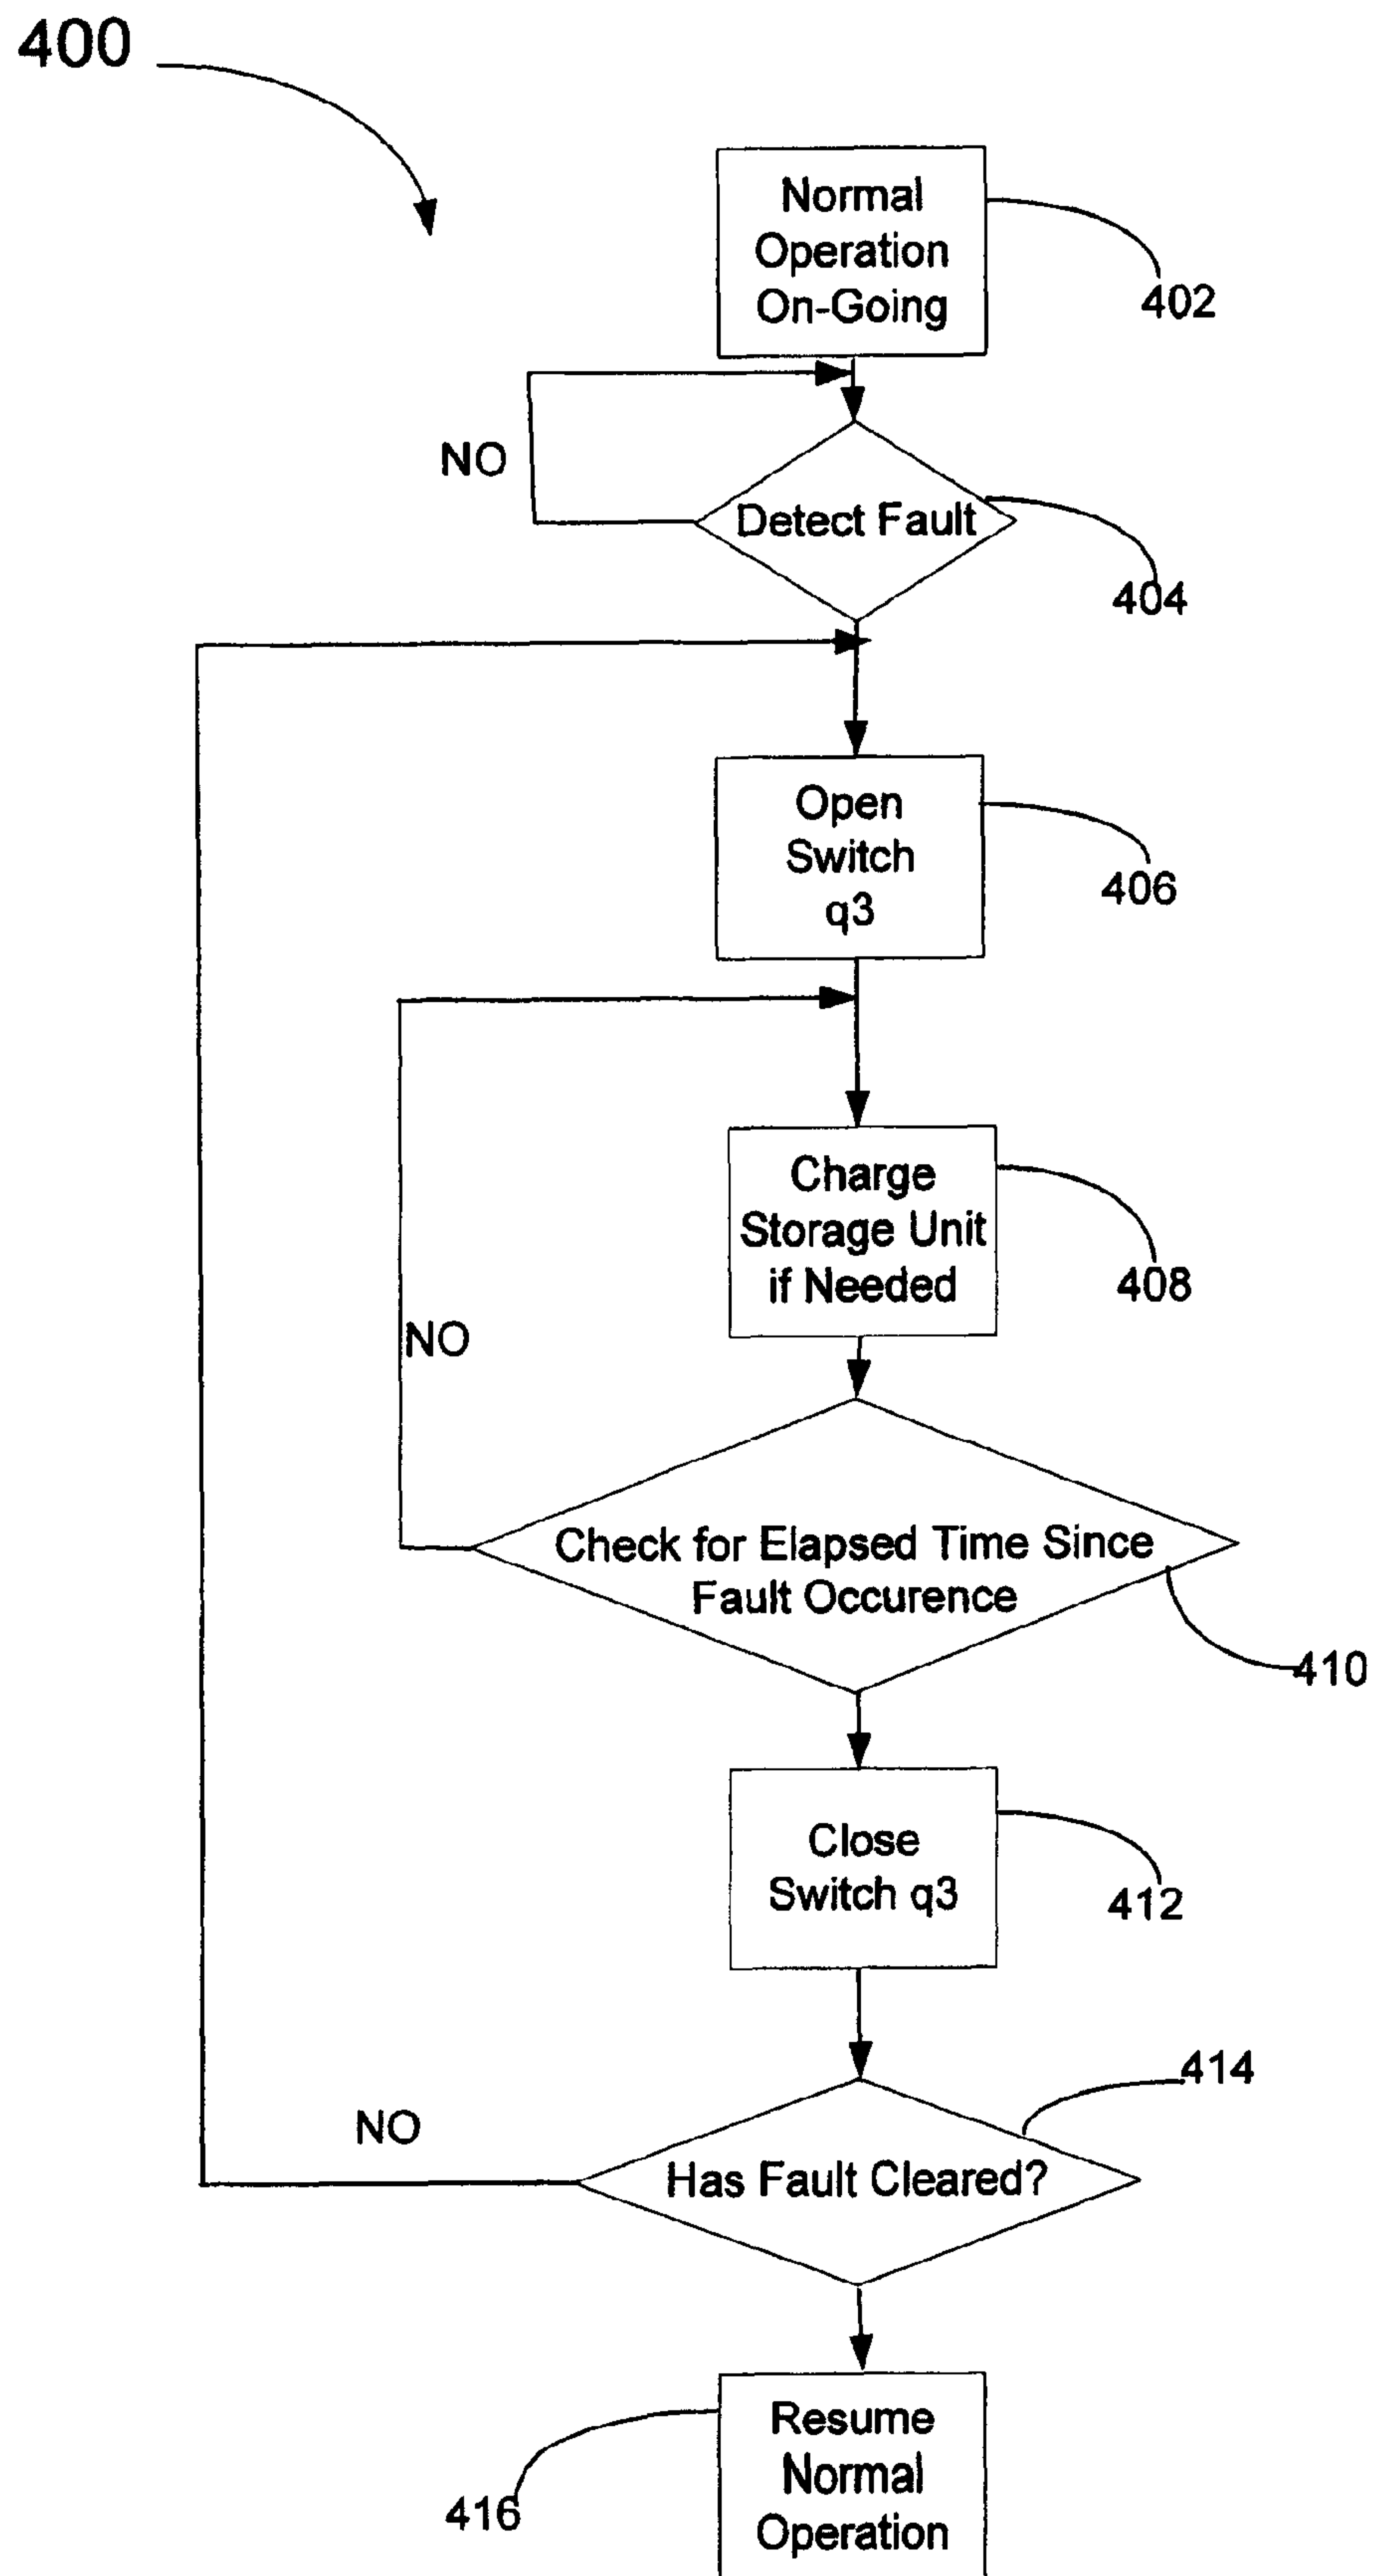 400
Normal
Operation
On-Going
402
NO
Detect Fault
404
Open
Switch
q3
406
Charge
Storage Unit
if Needed
408
NO
Check for Elapsed Time Since
Fault Occurence
410
Close
Switch q3
412
414
NO
Has Fault Cleared?
Resume
Normal
Operation
416